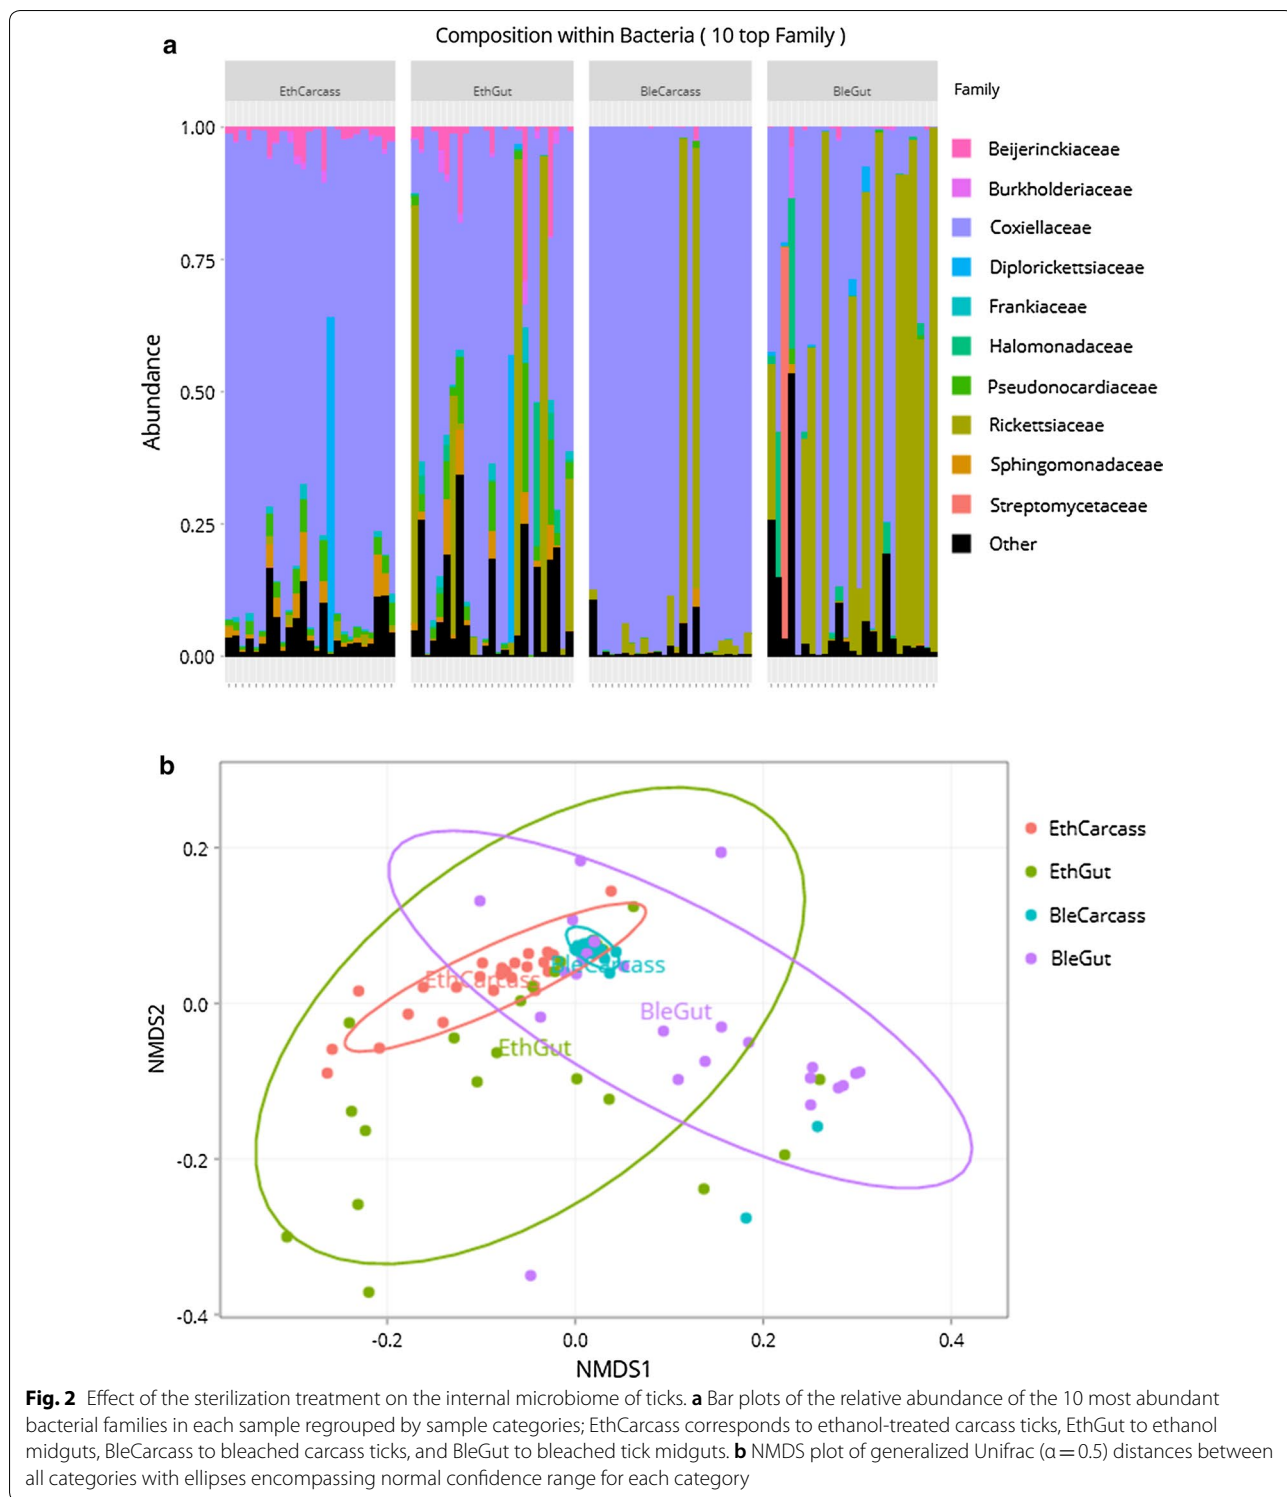 a
Composition within Bacteria ( 10 top Family )
EthCarcass
EthGut
BleCarcass
BleGut
Family
1.00
0.75
0.50
0.25
0.00
Abundance
Beijerinckiaceae
Burkholderiaceae
Coxiellaceae
Diplorickettsiaceae
Frankiaceae
Halomonadaceae
Pseudonocardiaceae
Rickettsiaceae
Sphingomonadaceae
Streptomycetaceae
Other
b
0.2
0.0
-0.2
-0.4
NMDS2
EthCarcass
BleCarcass
BleGut
EthGut
-0.2
0.0
0.2
0.4
NMDS1
EthCarcass
EthGut
BleCarcass
BleGut
Fig. 2 Effect of the sterilization treatment on the internal microbiome of ticks. a Bar plots of the relative abundance of the 10 most abundant
bacterial families in each sample regrouped by sample categories; EthCarcass corresponds to ethanol-treated carcass ticks, EthGut to ethanol
midguts, BleCarcass to bleached carcass ticks, and BleGut to bleached tick midguts. b NMDS plot of generalized Unifrac (α = 0.5) distances between
all categories with ellipses encompassing normal confidence range for each category